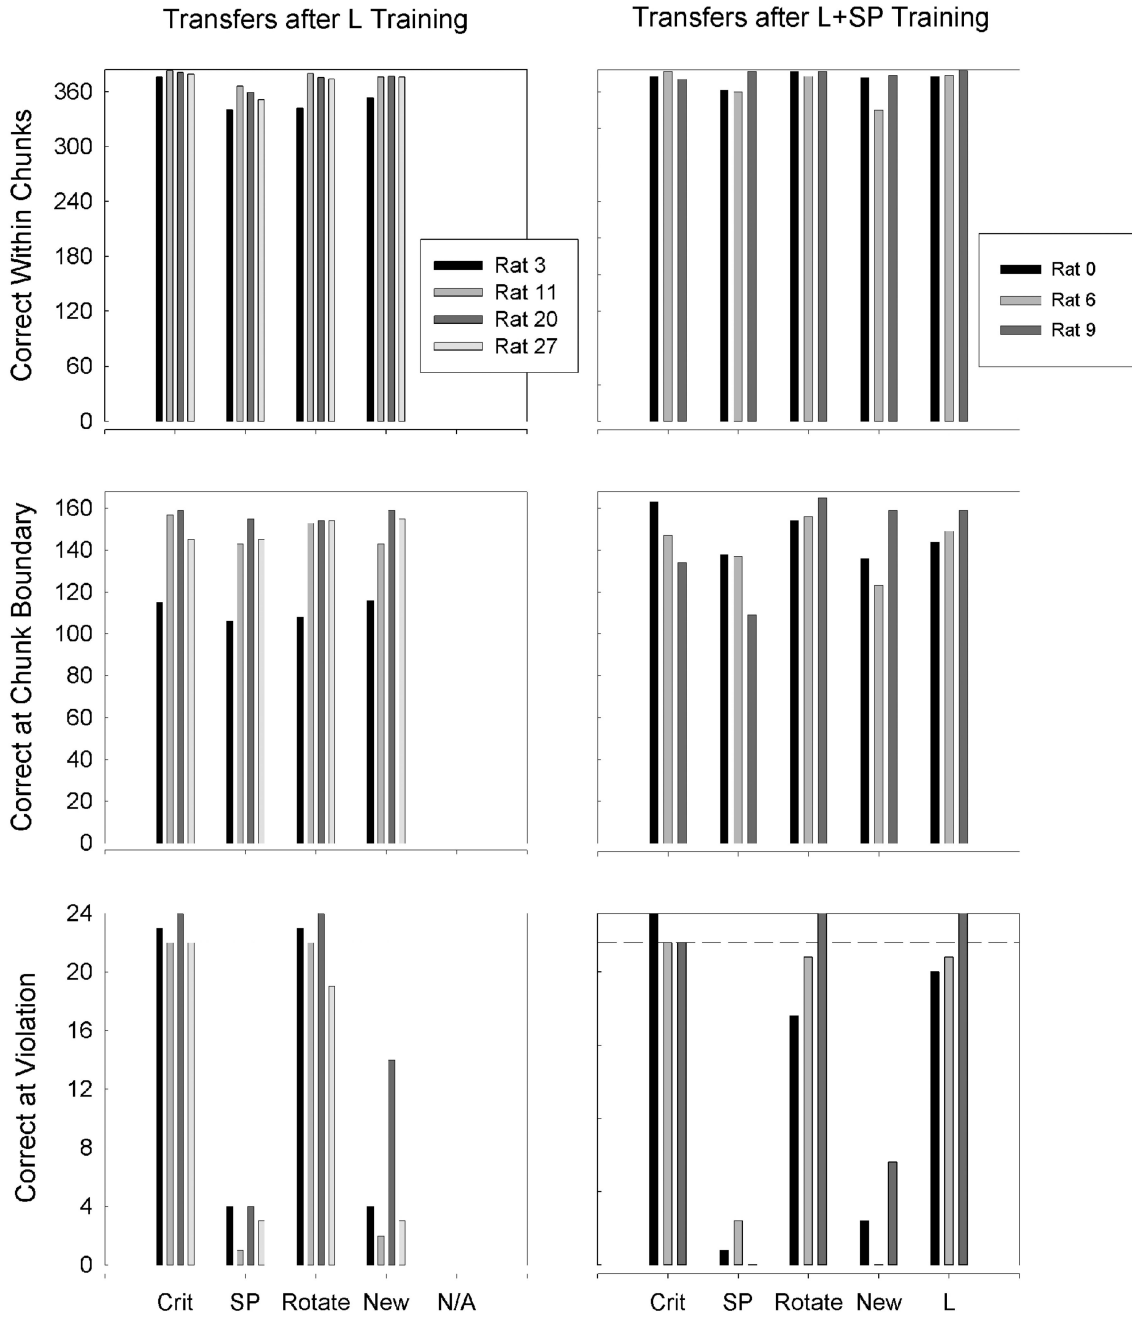 Transfers after L Training
Transfers after L+SP Training
Correct Within Chunks
360
300
240
180
120
60
0
Rat 3
Rat 11
Rat 20
Rat 27
Rat 0
Rat 6
Rat 9
Correct at Chunk Boundary
160
140
120
100
80
60
40
20
0
Correct at Violation
24
20
16
12
8
4
0
Crit SP Rotate New N/A
Crit SP Rotate New L